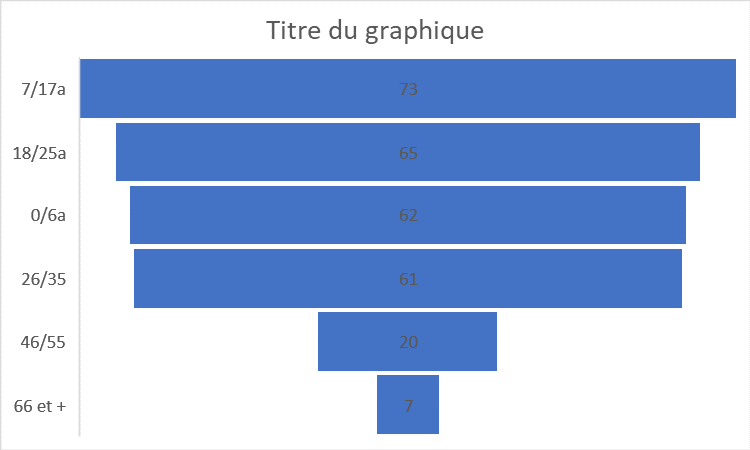 Titre du graphique
7/17a 73
18/25a 65
0/6a 62
26/35 61
46/55 20
66 et + 7